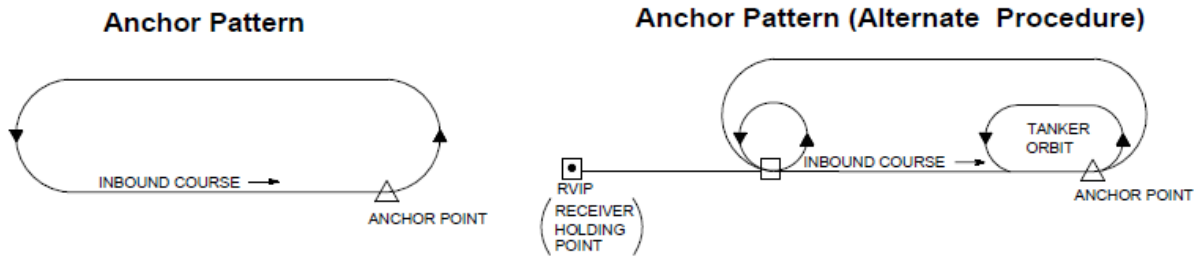 Anchor Pattern
INBOUND COURSE
ANCHOR POINT
Anchor Pattern (Alternate Procedure)
TANKER
ORBIT
INBOUND COURSE
RVIP
ANCHOR POINT
(RECEIVER
HOLDING
POINT)